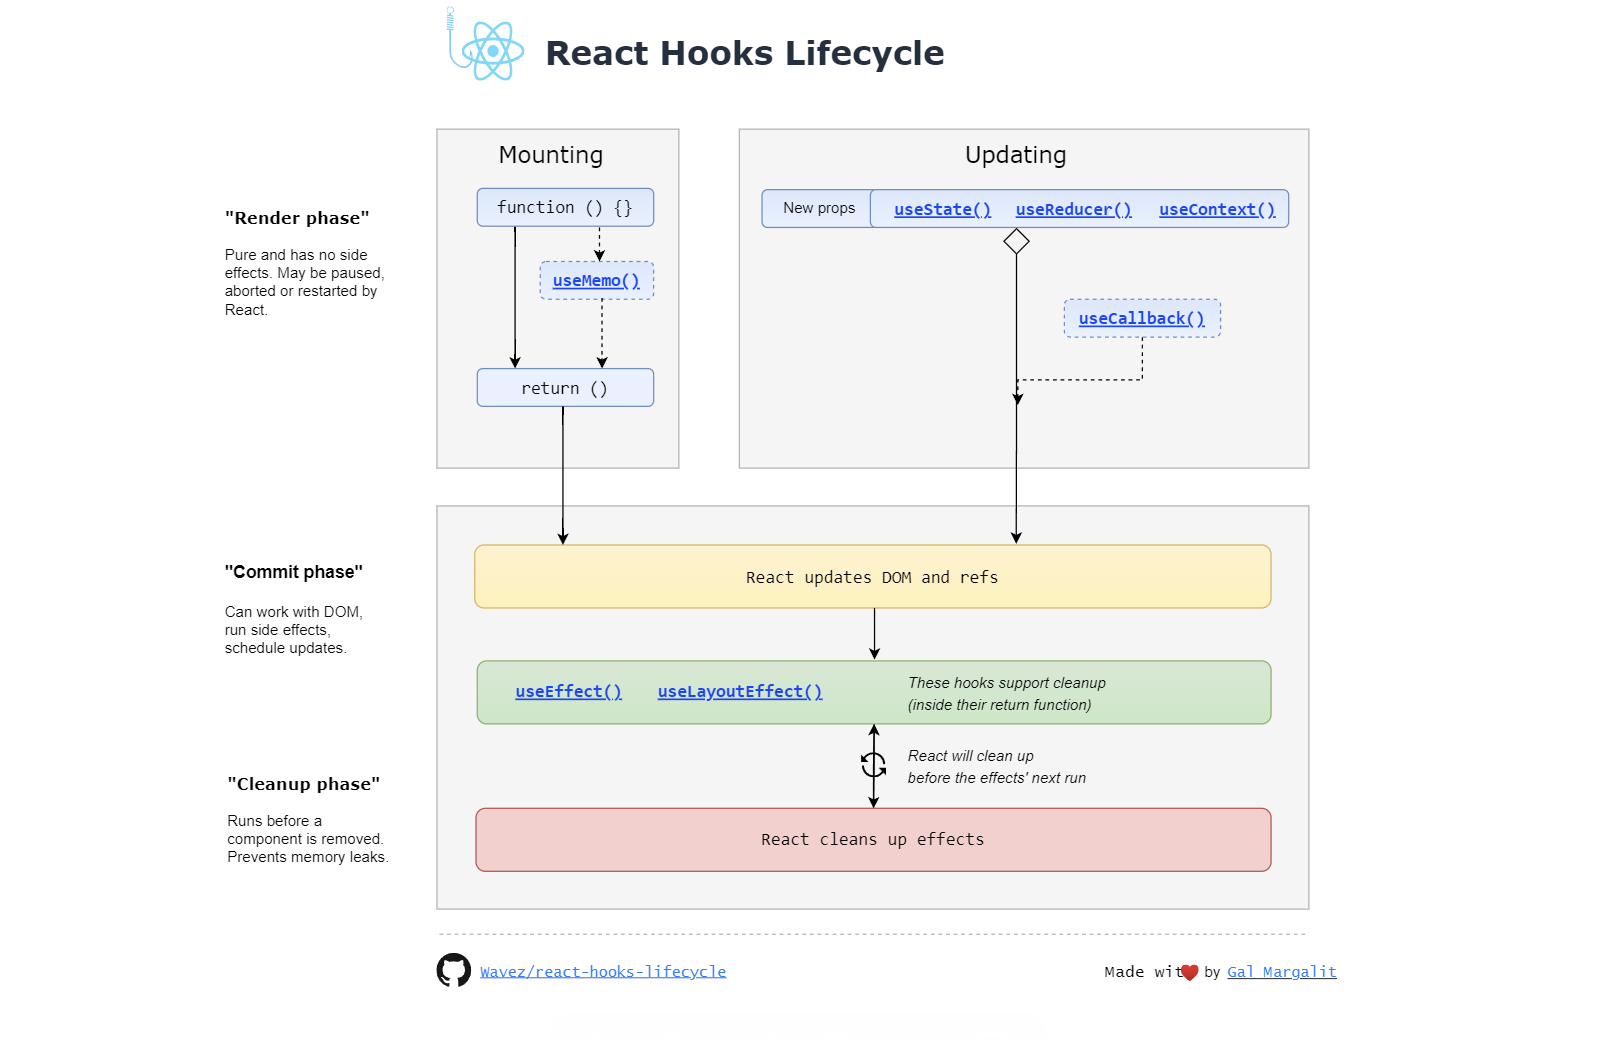 React Hooks Lifecycle
Mounting
Updating
"Render phase"
Pure and has no side
effects. May be paused,
aborted or restarted by
React.
function () {}
useMemo()
return ()
New props
useState() useReducer() useContext()
useCallback()
"Commit phase"
Can work with DOM,
run side effects,
schedule updates.
React updates DOM and refs
useEffect() useLayoutEffect()
These hooks support cleanup
(inside their return function)
React will clean up
before the effects' next run
"Cleanup phase"
Runs before a
component is removed.
Prevents memory leaks.
React cleans up effects
Wavez/react-hooks-lifecycle
Made wit by Gal Margalit